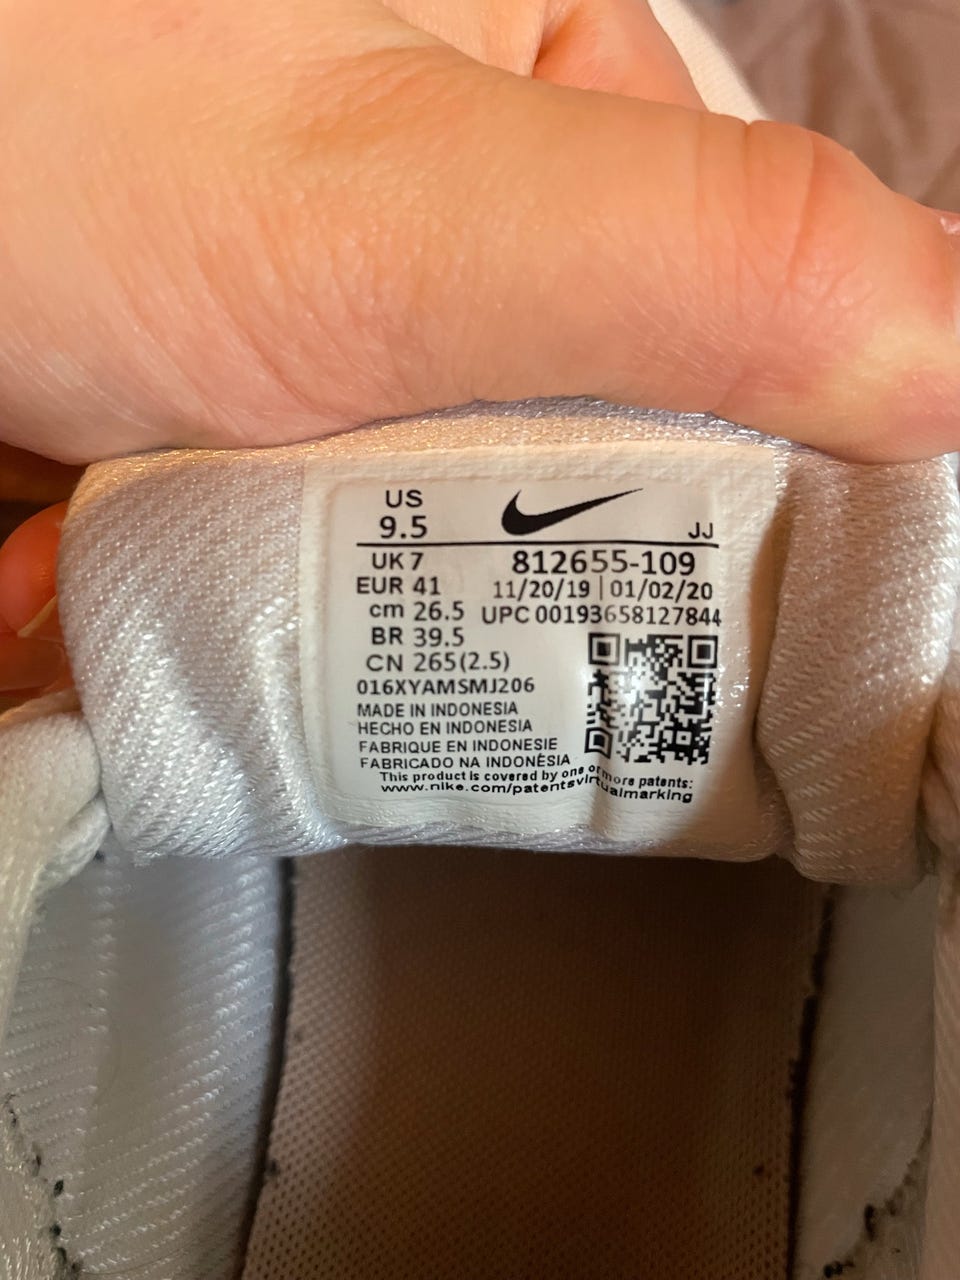 US
9.5
JJ
UK 7
812655-109
EUR 41
11/20/19 | 01/02/20
cm 26.5
UPC 00193658127844
BR 39.5
CN 265(2.5)
016XYAMSMJ206
MADE IN INDONESIA
HECHO EN INDONESIA
FABRIQUE EN INDONESIE
FABRICADO NA INDONÉSIA
This product is covered by one or more patents:
www.nike.com/patentsvirtualmarking